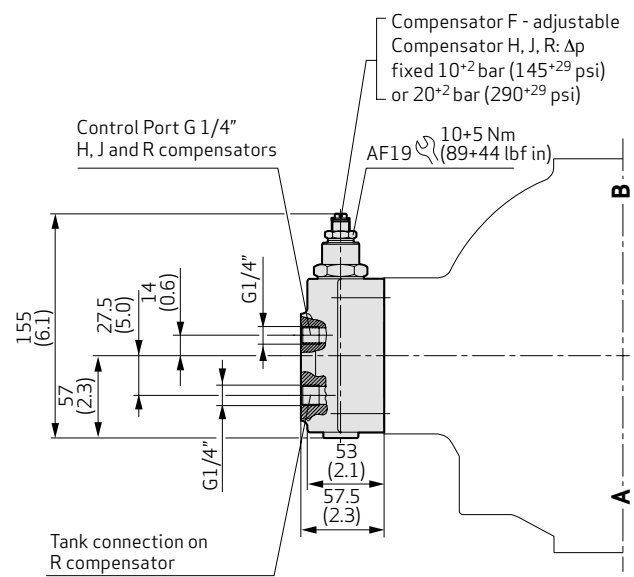 Compensator F - adjustable
Compensator H, J, R: Δp
fixed 10+2 bar (145+29 psi)
or 20+2 bar (290+29 psi)
Control Port G 1/4"
H, J and R compensators
10+5 Nm
AF19 (89+44 lbf in)
B
G1/4"
14
(0.6)
27.5
(5.0)
155
(6.1)
57
(2.3)
G1/4"
53
(2.1)
57.5
(2.3)
A
Tank connection on
R compensator